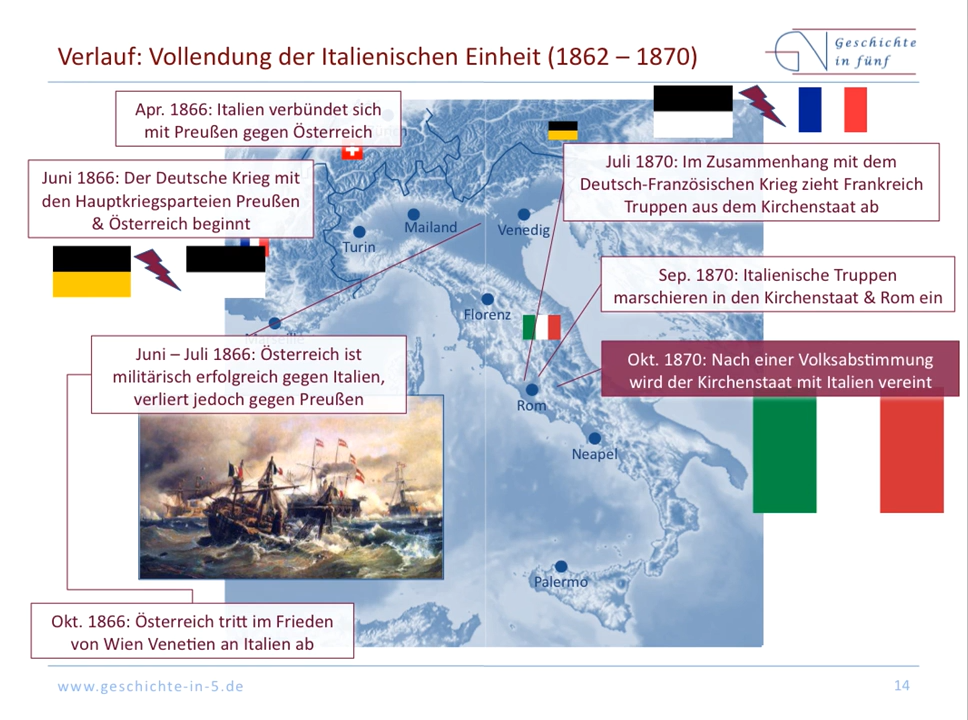 Verlauf: Vollendung der Italienischen Einheit (1862 – 1870)
Geschichte
in fünf
Apr. 1866: Italien verbündet sich
mit Preußen gegen Österreich
Juni 1866: Der Deutsche Krieg mit
den Hauptkriegsparteien Preußen
& Österreich beginnt
Juli 1870: Im Zusammenhang mit dem
Deutsch-Französischen Krieg zieht Frankreich
Truppen aus dem Kirchenstaat ab
Mailand
Venedig
Turin
Sep. 1870: Italienische Truppen
marschieren in den Kirchenstaat & Rom ein
Florenz
Marseille
Juni – Juli 1866: Österreich ist
militärisch erfolgreich gegen Italien,
verliert jedoch gegen Preußen
Okt. 1870: Nach einer Volksabstimmung
wird der Kirchenstaat mit Italien vereint
Rom
Neapel
Palermo
Okt. 1866: Österreich tritt im Frieden
von Wien Venetien an Italien ab
www.geschichte-in-5.de
14